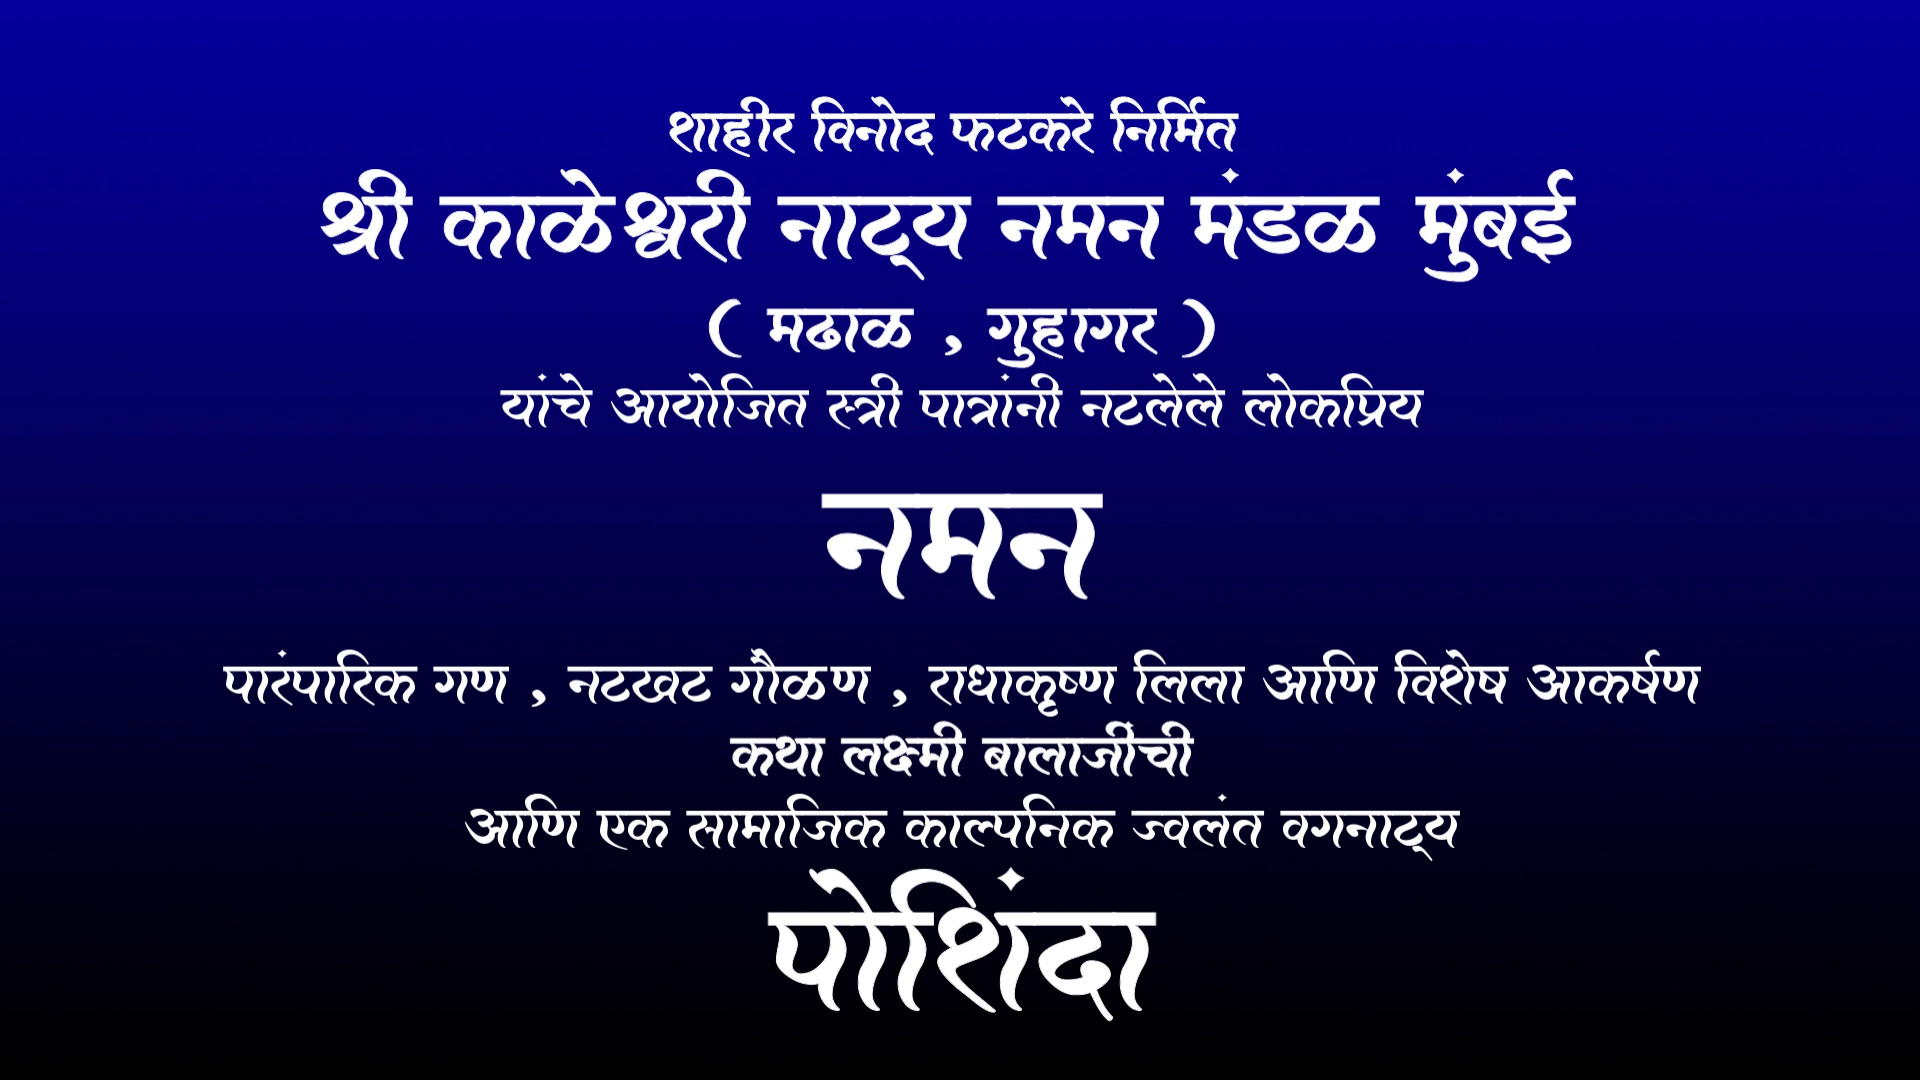 शाहीर विनोद फटकरे निर्मित
श्री काळेश्वरी नाट्य नमन मंडळ मुंबई
( मढाळ , गुहागर )
यांचे आयोजित स्त्री पात्रांनी नटलेले लोकप्रिय
नमन
पारंपारिक गण , नटखट गौळण , राधाकृष्ण लिला आणि विशेष आकर्षण
कथा लक्ष्मी बालाजींची
आणि एक सामाजिक काल्पनिक ज्वलंत वगनाट्य
पोशिंदा